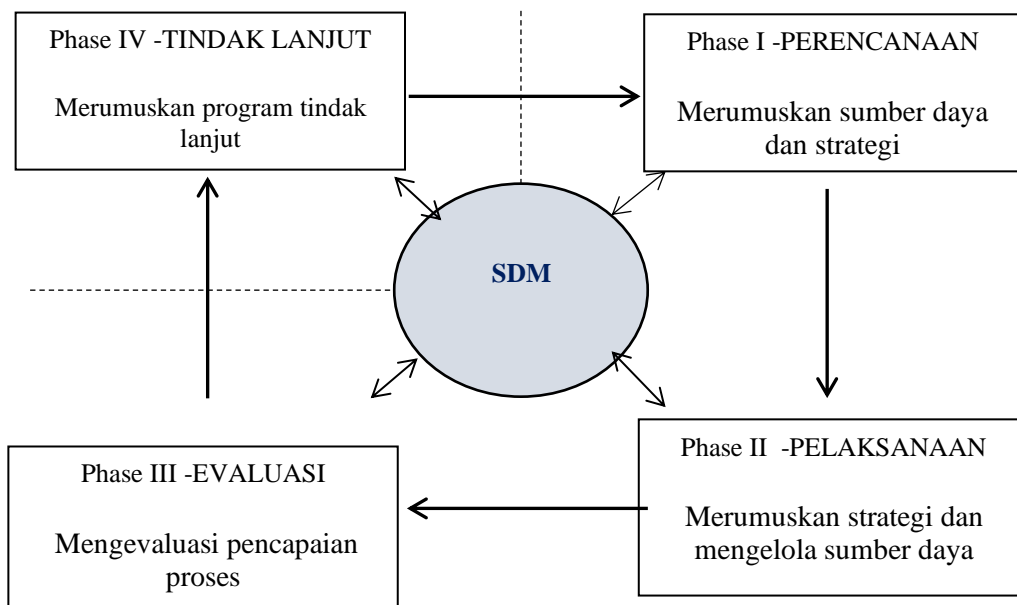 Phase IV -TINDAK LANJUT
Merumuskan program tindak
lanjut
Phase I -PERENCANAAN
Merumuskan sumber daya
dan strategi
SDM
Phase III -EVALUASI
Mengevaluasi pencapaian
proses
Phase II -PELAKSANAAN
Merumuskan strategi dan
mengelola sumber daya